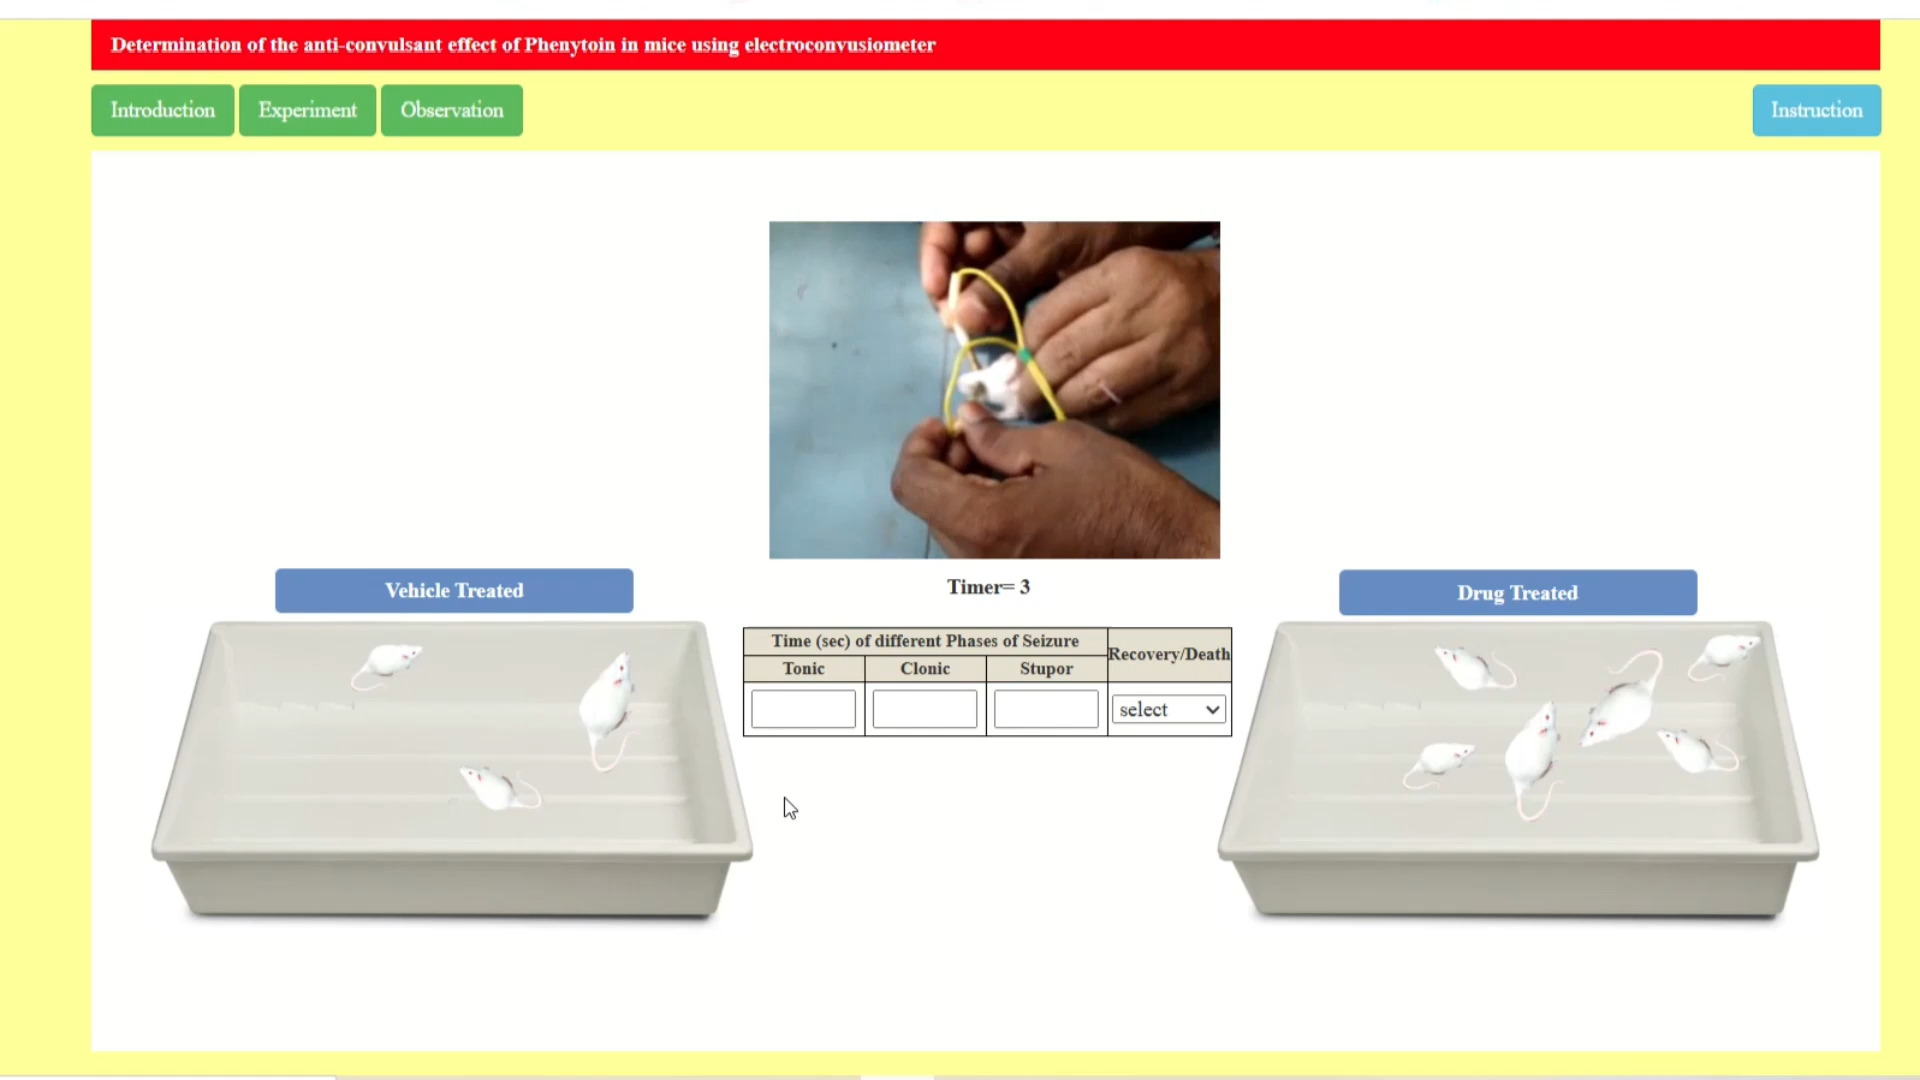 Determination of the anti-convulsant effect of Phenytoin in mice using electroconvusiometer
Introduction
Experiment
Observation
Instruction
Timer= 3
Vehicle Treated
Drug Treated
Time (sec) of different Phases of Seizure
Recovery/Death
Tonic
Clonic
Stupor
select